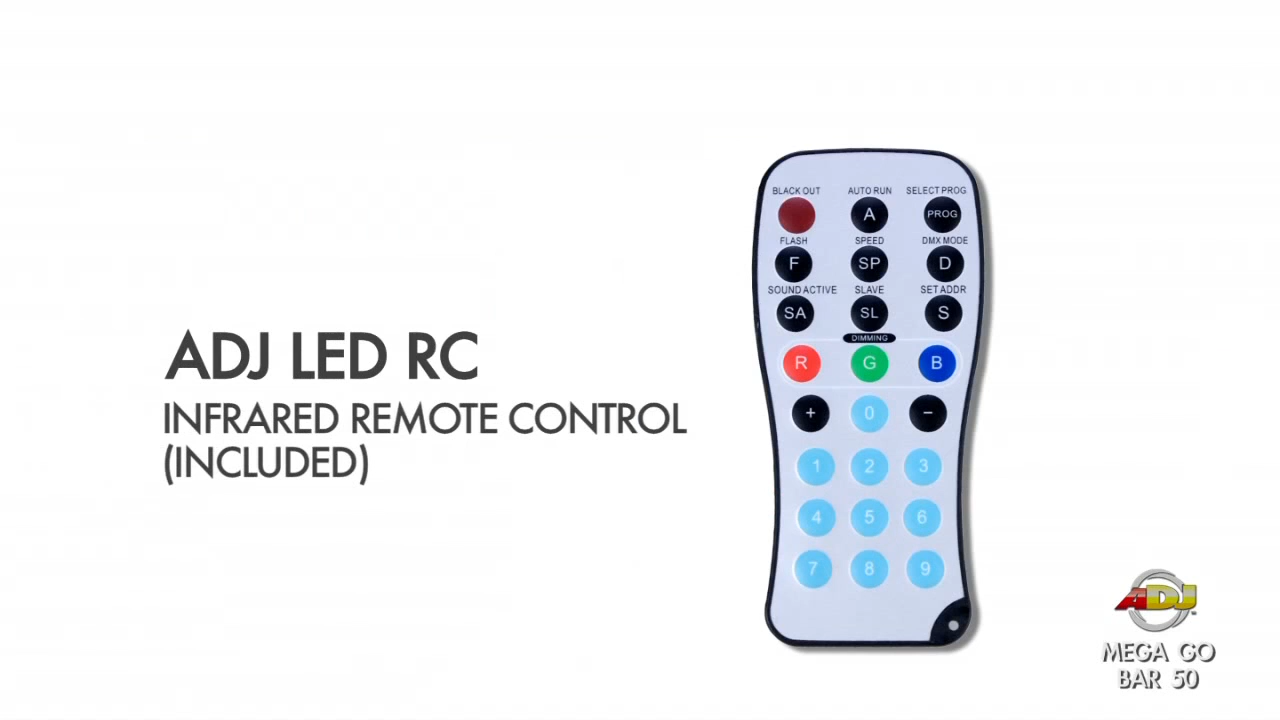 ADJ LED RC
INFRARED REMOTE CONTROL
(INCLUDED)
BLACK OUT AUTO RUN SELECT PROG
A PROG
FLASH SPEED DMX MODE
F SP D
SOUND ACTIVE SLAVE SET ADDR
SA SL S
DIMMING
R G B
+ 0 −
1 2 3
4 5 6
7 8 9
ADJ
MEGA GO
BAR 50